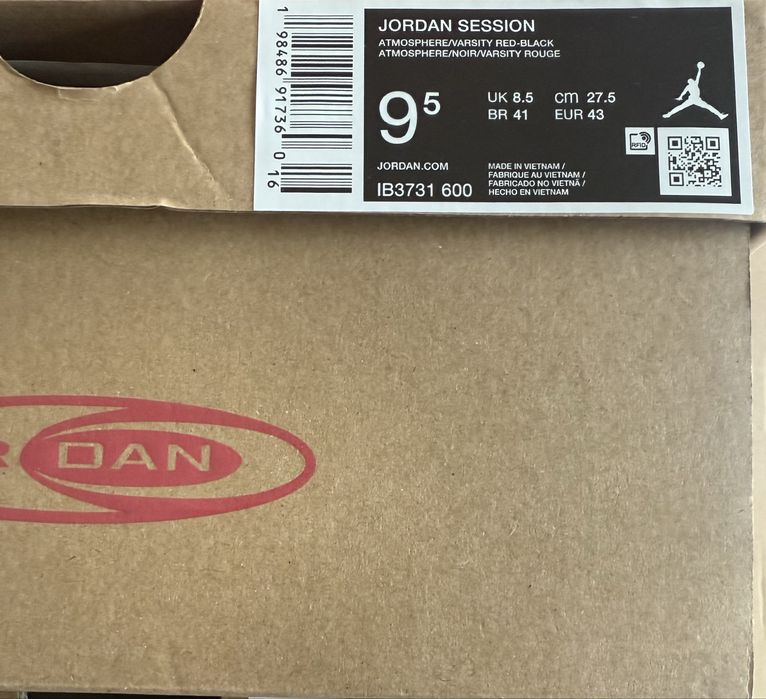 JORDAN SESSION
ATMOSPHERE/VARSITY RED-BLACK
ATMOSPHERE/NOIR/VARSITY ROUGE
9⁵
UK 8.5 cm 27.5
BR 41 EUR 43
RFID
JORDAN.COM
IB3731 600
MADE IN VIETNAM /
FABRIQUE AU VIETNAM /
FABRICADO NO VIETNÃ /
HECHO EN VIETNAM
1 98486 91736 0 16
RDAN